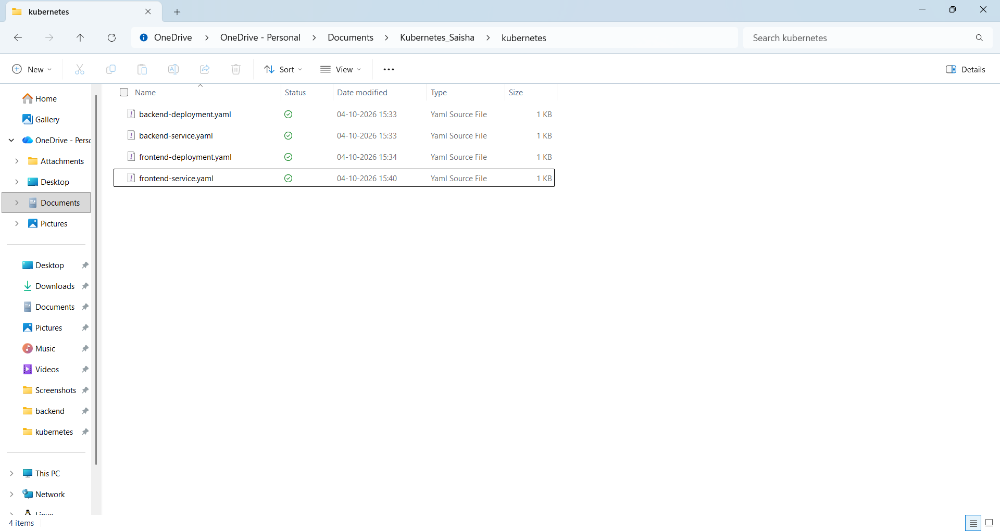 kubernetes
OneDrive > OneDrive - Personal > Documents > Kubernetes_Saisha > kubernetes
Search kubernetes
New
Sort
View
Details
Home
Gallery
OneDrive - Perso
Attachments
Desktop
Documents
Pictures
Desktop
Downloads
Documents
Pictures
Music
Videos
Screenshots
backend
kubernetes
This PC
Network
Linux
Name Status Date modified Type Size
backend-deployment.yaml 04-10-2026 15:33 Yaml Source File 1 KB
backend-service.yaml 04-10-2026 15:33 Yaml Source File 1 KB
frontend-deployment.yaml 04-10-2026 15:34 Yaml Source File 1 KB
frontend-service.yaml 04-10-2026 15:40 Yaml Source File 1 KB
4 items